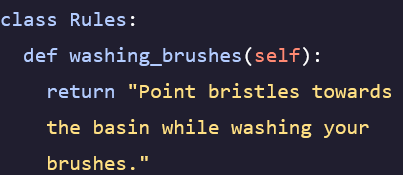 class Rules:
  def washing_brushes(self):
    return "Point bristles towards
    the basin while washing your
    brushes."